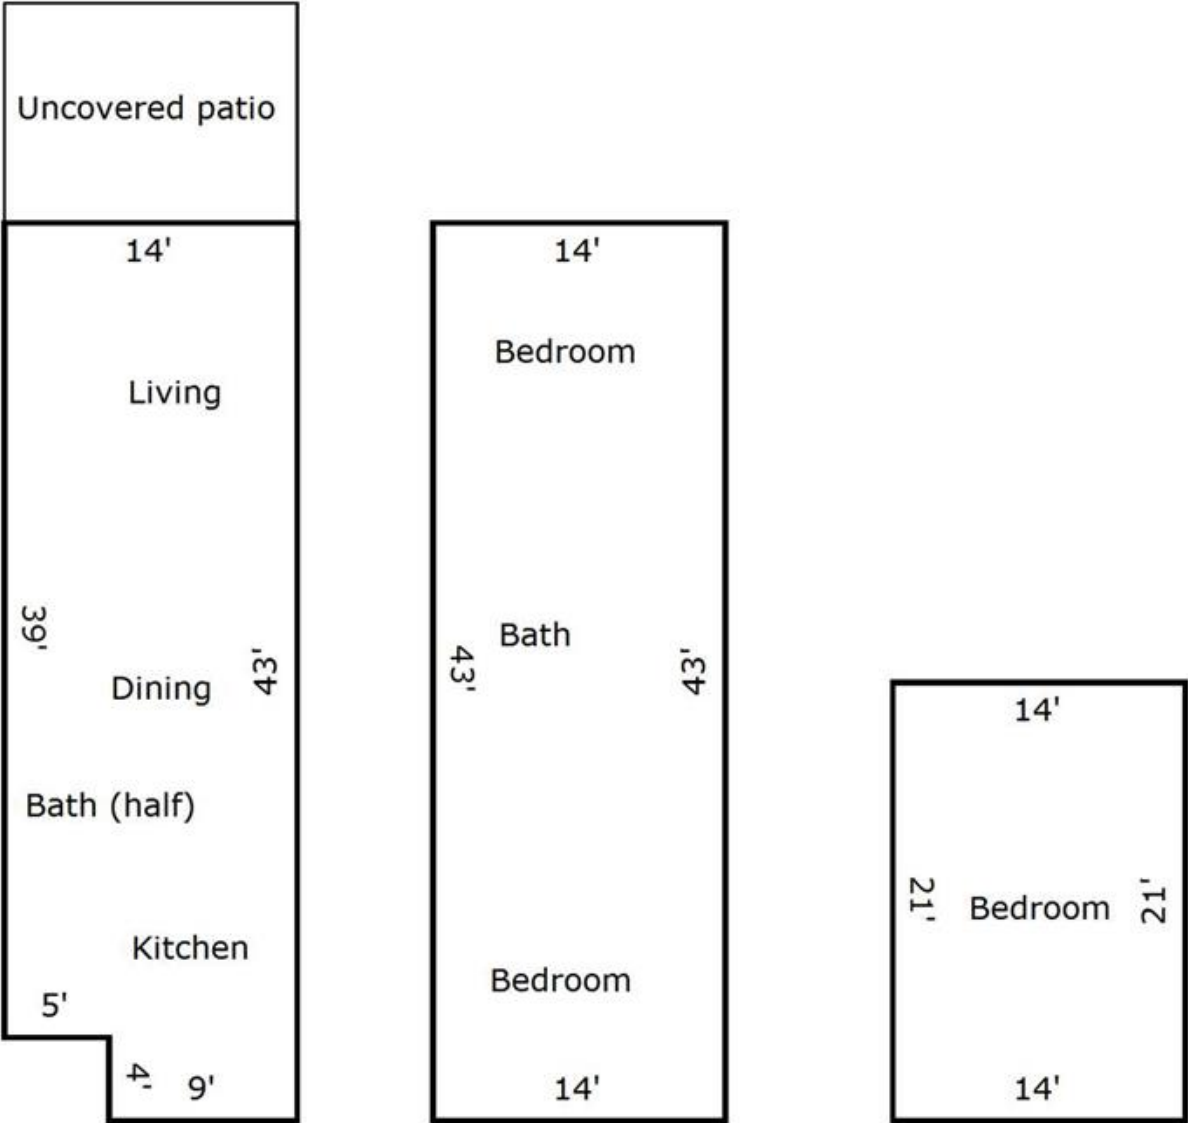 Uncovered patio
14'
Living
39'
43'
Dining
Bath (half)
Kitchen
5'
4'
9'
14'
Bedroom
Bath
43'
43'
Bedroom
14'
14'
21'
Bedroom
21'
14'